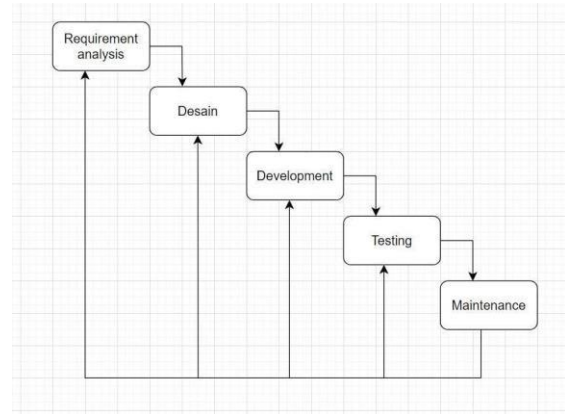 Requirement
analysis
Desain
Development
Testing
Maintenance